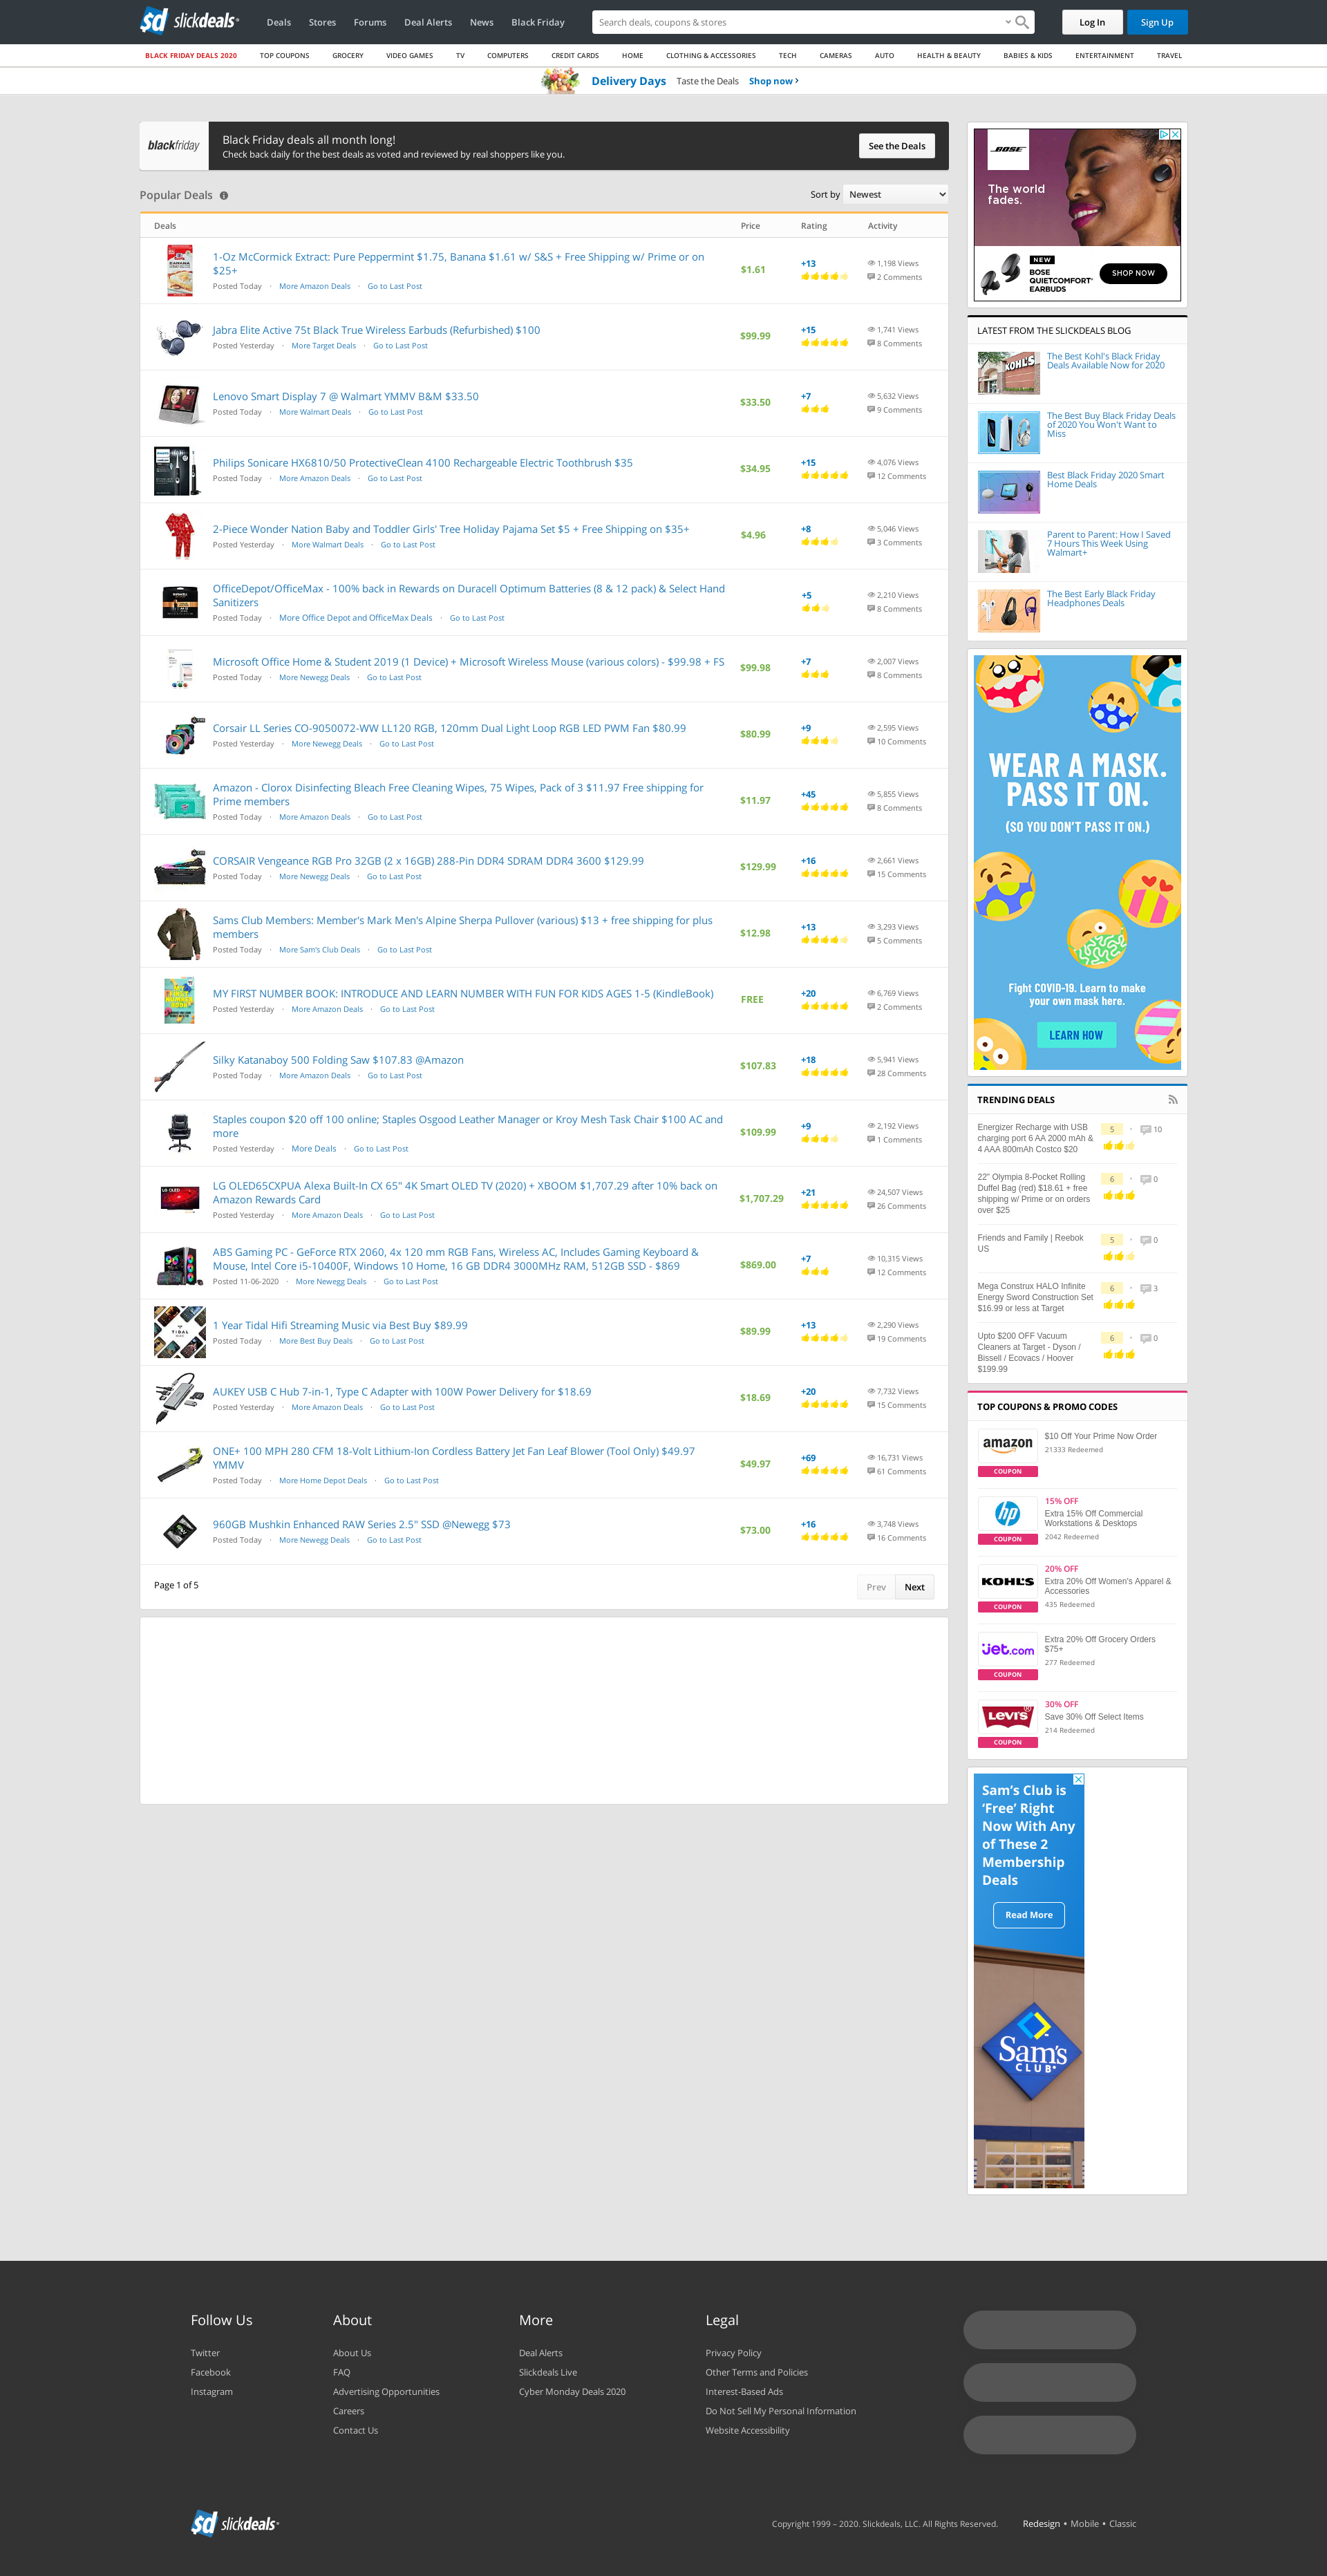 slickdeals
Deals
Stores
Forums
Deal Alerts
News
Black Friday
Search deals, coupons & stores
Log In
Sign Up
BLACK FRIDAY DEALS 2020
TOP COUPONS
GROCERY
VIDEO GAMES
TV
COMPUTERS
CREDIT CARDS
HOME
CLOTHING & ACCESSORIES
TECH
CAMERAS
AUTO
HEALTH & BEAUTY
BABIES & KIDS
ENTERTAINMENT
TRAVEL
Delivery Days Taste the Deals Shop now ›
blackfriday
Black Friday deals all month long!
Check back daily for the best deals as voted and reviewed by real shoppers like you.
See the Deals
Popular Deals
Sort by Newest
Deals Price Rating Activity
1-Oz McCormick Extract: Pure Peppermint $1.75, Banana $1.61 w/ S&S + Free Shipping w/ Prime or on
$25+
Posted Today · More Amazon Deals · Go to Last Post
$1.61
+13
1,198 Views
2 Comments
Jabra Elite Active 75t Black True Wireless Earbuds (Refurbished) $100
Posted Yesterday · More Target Deals · Go to Last Post
$99.99
+15
1,741 Views
8 Comments
Lenovo Smart Display 7 @ Walmart YMMV B&M $33.50
Posted Today · More Walmart Deals · Go to Last Post
$33.50
+7
5,632 Views
9 Comments
Philips Sonicare HX6810/50 ProtectiveClean 4100 Rechargeable Electric Toothbrush $35
Posted Today · More Amazon Deals · Go to Last Post
$34.95
+15
4,076 Views
12 Comments
2-Piece Wonder Nation Baby and Toddler Girls' Tree Holiday Pajama Set $5 + Free Shipping on $35+
Posted Yesterday · More Walmart Deals · Go to Last Post
$4.96
+8
5,046 Views
3 Comments
OfficeDepot/OfficeMax - 100% back in Rewards on Duracell Optimum Batteries (8 & 12 pack) & Select Hand
Sanitizers
Posted Today · More Office Depot and OfficeMax Deals · Go to Last Post
+5
2,210 Views
8 Comments
Microsoft Office Home & Student 2019 (1 Device) + Microsoft Wireless Mouse (various colors) - $99.98 + FS
Posted Today · More Newegg Deals · Go to Last Post
$99.98
+7
2,007 Views
8 Comments
Corsair LL Series CO-9050072-WW LL120 RGB, 120mm Dual Light Loop RGB LED PWM Fan $80.99
Posted Yesterday · More Newegg Deals · Go to Last Post
$80.99
+9
2,595 Views
10 Comments
Amazon - Clorox Disinfecting Bleach Free Cleaning Wipes, 75 Wipes, Pack of 3 $11.97 Free shipping for
Prime members
Posted Today · More Amazon Deals · Go to Last Post
$11.97
+45
5,855 Views
8 Comments
CORSAIR Vengeance RGB Pro 32GB (2 x 16GB) 288-Pin DDR4 SDRAM DDR4 3600 $129.99
Posted Today · More Newegg Deals · Go to Last Post
$129.99
+16
2,661 Views
15 Comments
Sams Club Members: Member's Mark Men's Alpine Sherpa Pullover (various) $13 + free shipping for plus
members
Posted Today · More Sam's Club Deals · Go to Last Post
$12.98
+13
3,293 Views
5 Comments
MY FIRST NUMBER BOOK: INTRODUCE AND LEARN NUMBER WITH FUN FOR KIDS AGES 1-5 (KindleBook)
Posted Yesterday · More Amazon Deals · Go to Last Post
FREE
+20
6,769 Views
2 Comments
Silky Katanaboy 500 Folding Saw $107.83 @Amazon
Posted Today · More Amazon Deals · Go to Last Post
$107.83
+18
5,941 Views
28 Comments
Staples coupon $20 off 100 online; Staples Osgood Leather Manager or Kroy Mesh Task Chair $100 AC and
more
Posted Yesterday · More Deals · Go to Last Post
$109.99
+9
2,192 Views
1 Comments
LG OLED65CXPUA Alexa Built-In CX 65" 4K Smart OLED TV (2020) + XBOOM $1,707.29 after 10% back on
Amazon Rewards Card
Posted Yesterday · More Amazon Deals · Go to Last Post
$1,707.29
+21
24,507 Views
26 Comments
ABS Gaming PC - GeForce RTX 2060, 4x 120 mm RGB Fans, Wireless AC, Includes Gaming Keyboard &
Mouse, Intel Core i5-10400F, Windows 10 Home, 16 GB DDR4 3000MHz RAM, 512GB SSD - $869
Posted 11-06-2020 · More Newegg Deals · Go to Last Post
$869.00
+7
10,315 Views
12 Comments
1 Year Tidal Hifi Streaming Music via Best Buy $89.99
Posted Today · More Best Buy Deals · Go to Last Post
$89.99
+13
2,290 Views
19 Comments
AUKEY USB C Hub 7-in-1, Type C Adapter with 100W Power Delivery for $18.69
Posted Yesterday · More Amazon Deals · Go to Last Post
$18.69
+20
7,732 Views
15 Comments
ONE+ 100 MPH 280 CFM 18-Volt Lithium-Ion Cordless Battery Jet Fan Leaf Blower (Tool Only) $49.97
YMMV
Posted Today · More Home Depot Deals · Go to Last Post
$49.97
+69
16,731 Views
61 Comments
960GB Mushkin Enhanced RAW Series 2.5" SSD @Newegg $73
Posted Today · More Newegg Deals · Go to Last Post
$73.00
+16
3,748 Views
16 Comments
Page 1 of 5
Prev Next
BOSE
The world
fades.
NEW
BOSE
QUIETCOMFORT
EARBUDS
SHOP NOW
LATEST FROM THE SLICKDEALS BLOG
KOHL'S
The Best Kohl's Black Friday
Deals Available Now for 2020
The Best Buy Black Friday Deals
of 2020 You Won't Want to
Miss
Best Black Friday 2020 Smart
Home Deals
Parent to Parent: How I Saved
7 Hours This Week Using
Walmart+
The Best Early Black Friday
Headphones Deals
WEAR A MASK.
PASS IT ON.
(SO YOU DON'T PASS IT ON.)
Fight COVID-19. Learn to make
your own mask here.
LEARN HOW
TRENDING DEALS
Energizer Recharge with USB
charging port 6 AA 2000 mAh &
4 AAA 800mAh Costco $20
5 · 10
22" Olympia 8-Pocket Rolling
Duffel Bag (red) $18.61 + free
shipping w/ Prime or on orders
over $25
6 · 0
Friends and Family | Reebok
US
5 · 0
Mega Construx HALO Infinite
Energy Sword Construction Set
$16.99 or less at Target
6 · 3
Upto $200 OFF Vacuum
Cleaners at Target - Dyson /
Bissell / Ecovacs / Hoover
$199.99
6 · 0
TOP COUPONS & PROMO CODES
amazon
COUPON
$10 Off Your Prime Now Order
21333 Redeemed
hp
COUPON
15% OFF
Extra 15% Off Commercial
Workstations & Desktops
2042 Redeemed
KOHL'S
COUPON
20% OFF
Extra 20% Off Women's Apparel &
Accessories
435 Redeemed
jet.com
COUPON
Extra 20% Off Grocery Orders
$75+
277 Redeemed
LEVI'S
COUPON
30% OFF
Save 30% Off Select Items
214 Redeemed
Sam's Club is
'Free' Right
Now With Any
of These 2
Membership
Deals
Read More
Sam's
CLUB
Follow Us
Twitter
Facebook
Instagram
About
About Us
FAQ
Advertising Opportunities
Careers
Contact Us
More
Deal Alerts
Slickdeals Live
Cyber Monday Deals 2020
Legal
Privacy Policy
Other Terms and Policies
Interest-Based Ads
Do Not Sell My Personal Information
Website Accessibility
slickdeals
Copyright 1999 – 2020. Slickdeals, LLC. All Rights Reserved.
Redesign • Mobile • Classic